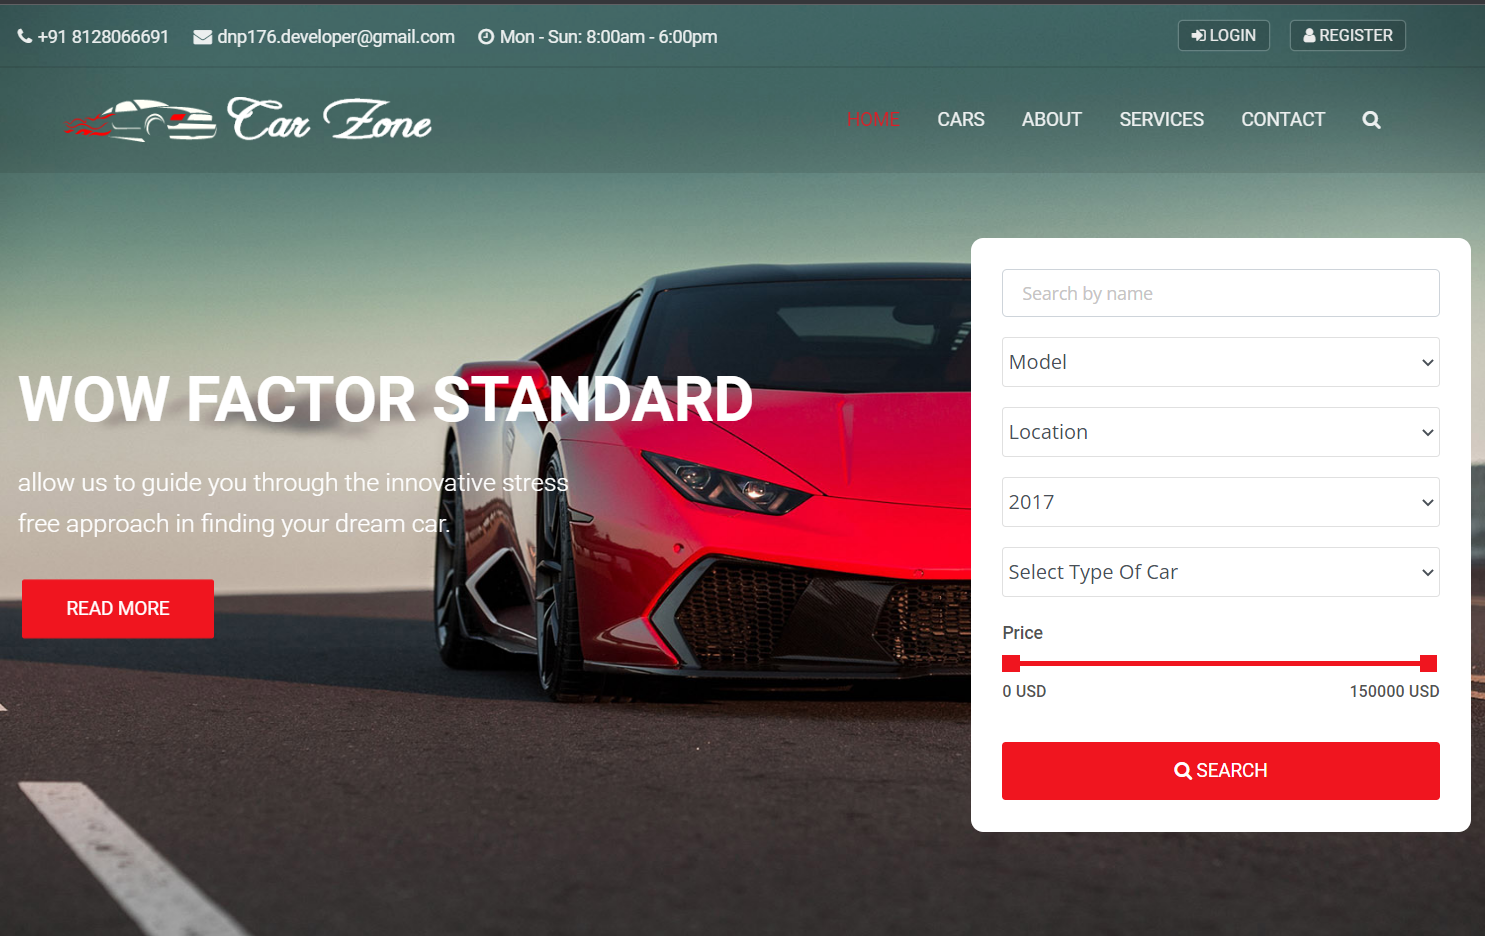 +91 8128066691 dnp176.developer@gmail.com Mon - Sun: 8:00am - 6:00pm LOGIN REGISTER
Car Zone HOME CARS ABOUT SERVICES CONTACT
WOW FACTOR STANDARD
allow us to guide you through the innovative stress
free approach in finding your dream car.
READ MORE
Search by name
Model
Location
2017
Select Type Of Car
Price
0 USD 150000 USD
SEARCH